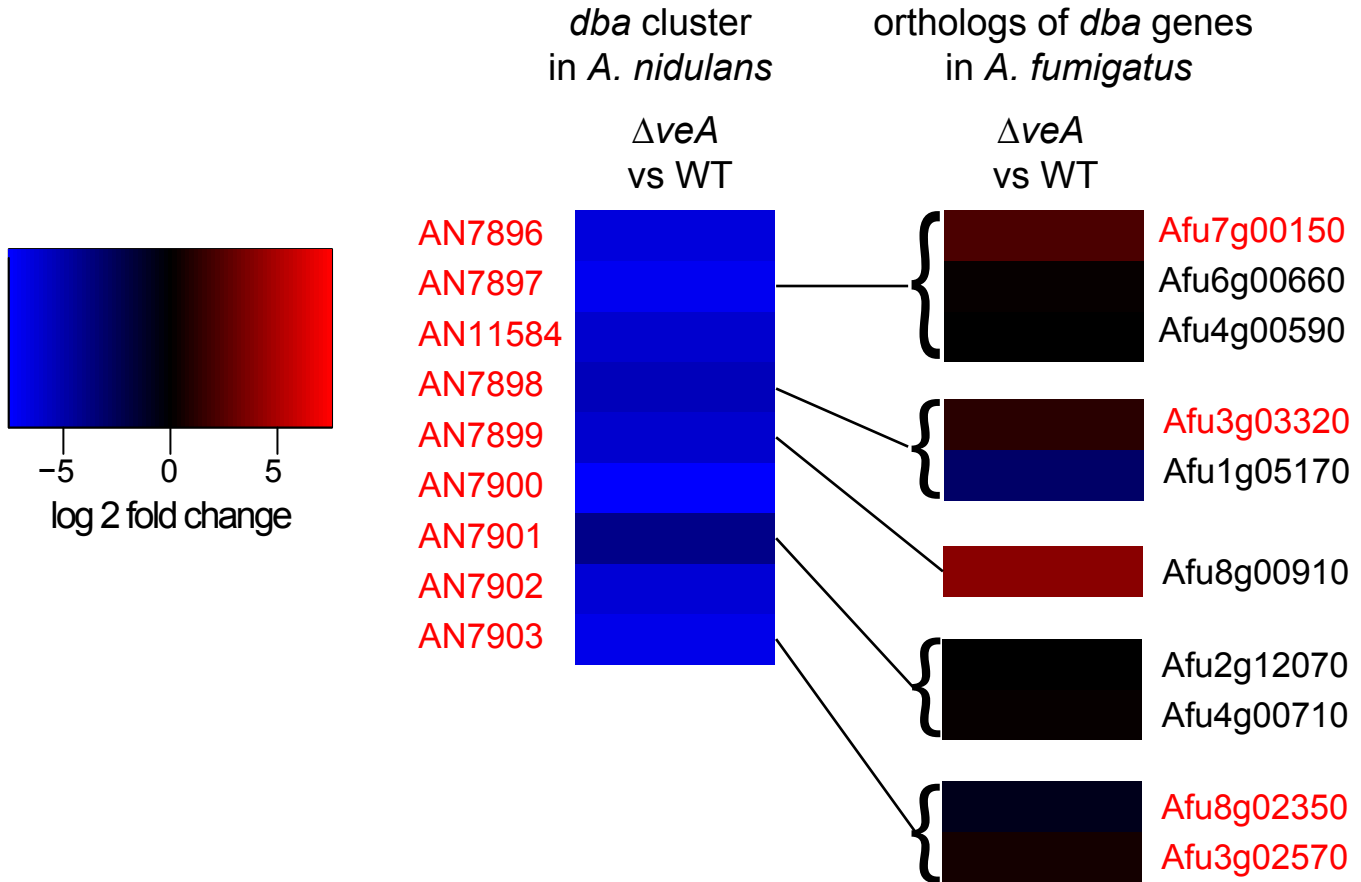 dba cluster
in A. nidulans
orthologs of dba genes
in A. fumigatus
ΔveA
vs WT
ΔveA
vs WT
−5 0 5
log 2 fold change
AN7896
AN7897
AN11584
AN7898
AN7899
AN7900
AN7901
AN7902
AN7903
Afu7g00150
Afu6g00660
Afu4g00590
Afu3g03320
Afu1g05170
Afu8g00910
Afu2g12070
Afu4g00710
Afu8g02350
Afu3g02570